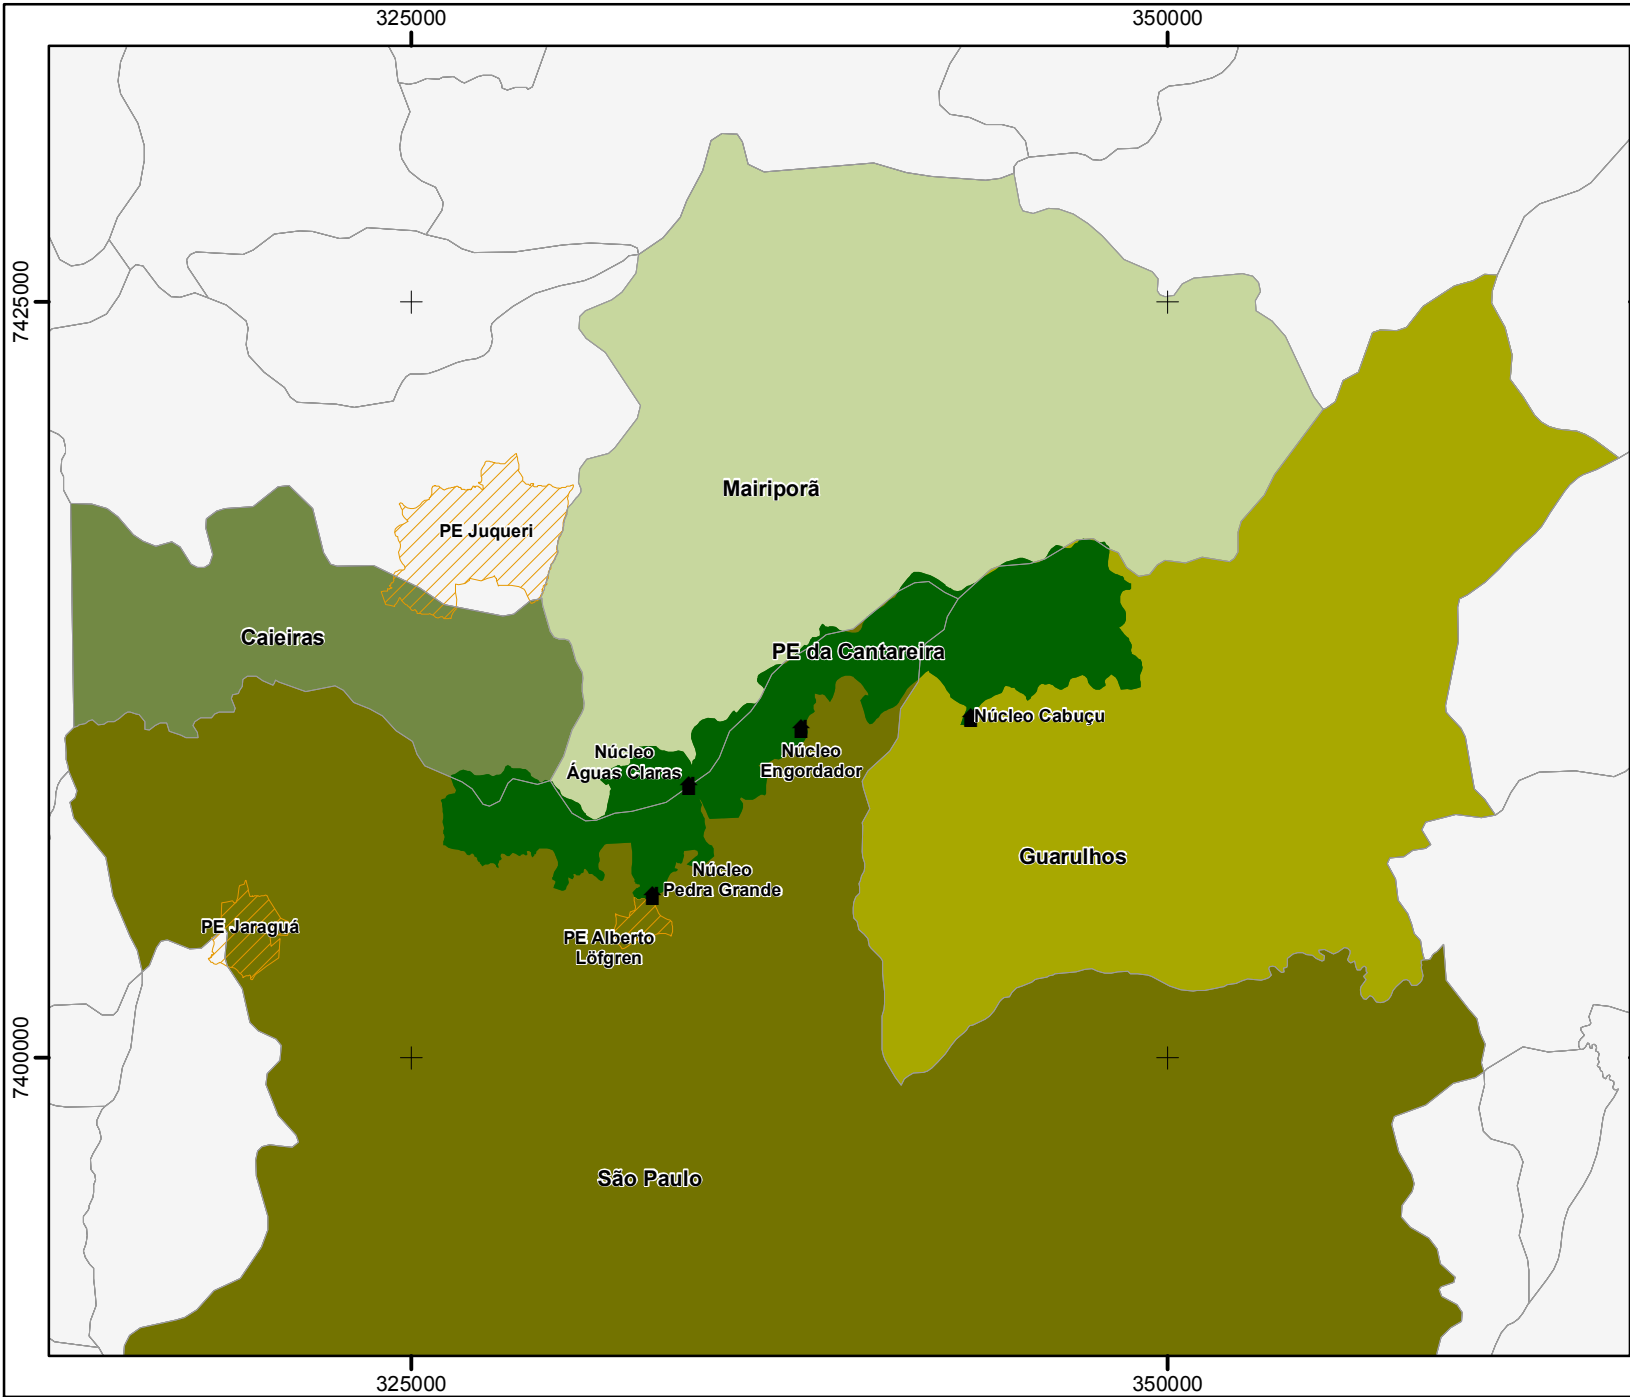 325000
350000
7425000
Mairiporã
PE Juqueri
Caieiras
PE da Cantareira
Núcleo Cabuçu
Núcleo
Águas Claras
Núcleo
Engordador
Guarulhos
Núcleo
Pedra Grande
PE Jaraguá
PE Alberto
Löfgren
7400000
São Paulo
325000
350000